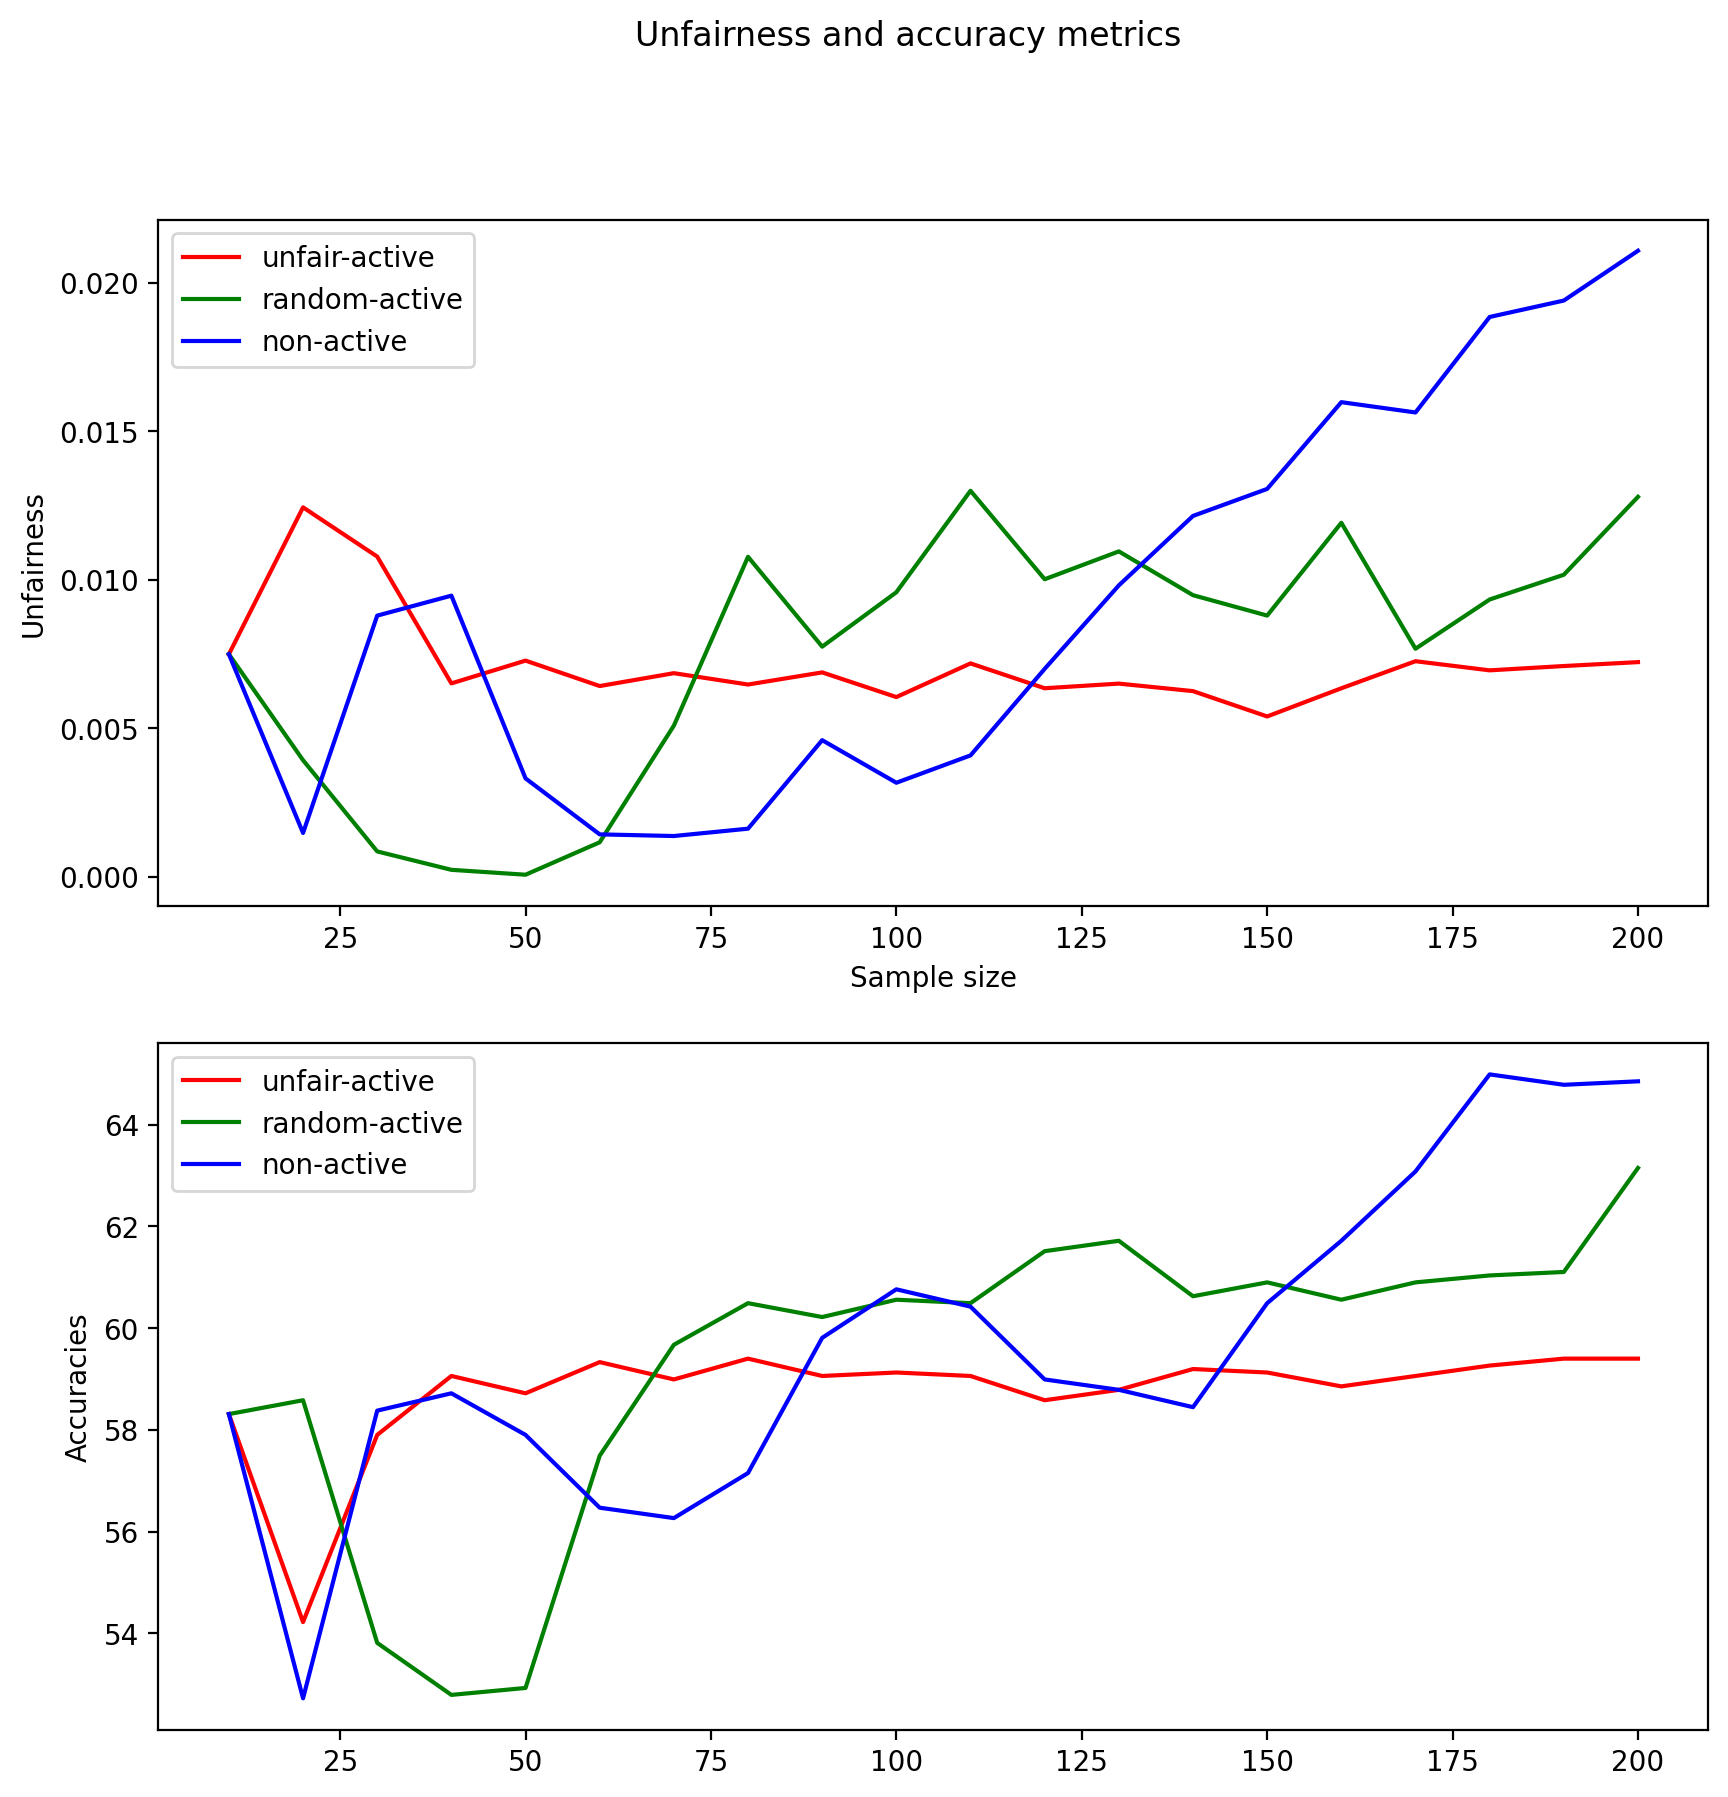 Unfairness and accuracy metrics
unfair-active
random-active
non-active
0.020
0.015
0.010
0.005
0.000
Unfairness
25 50 75 100 125 150 175 200
Sample size
unfair-active
random-active
non-active
64
62
60
58
56
54
Accuracies
25 50 75 100 125 150 175 200